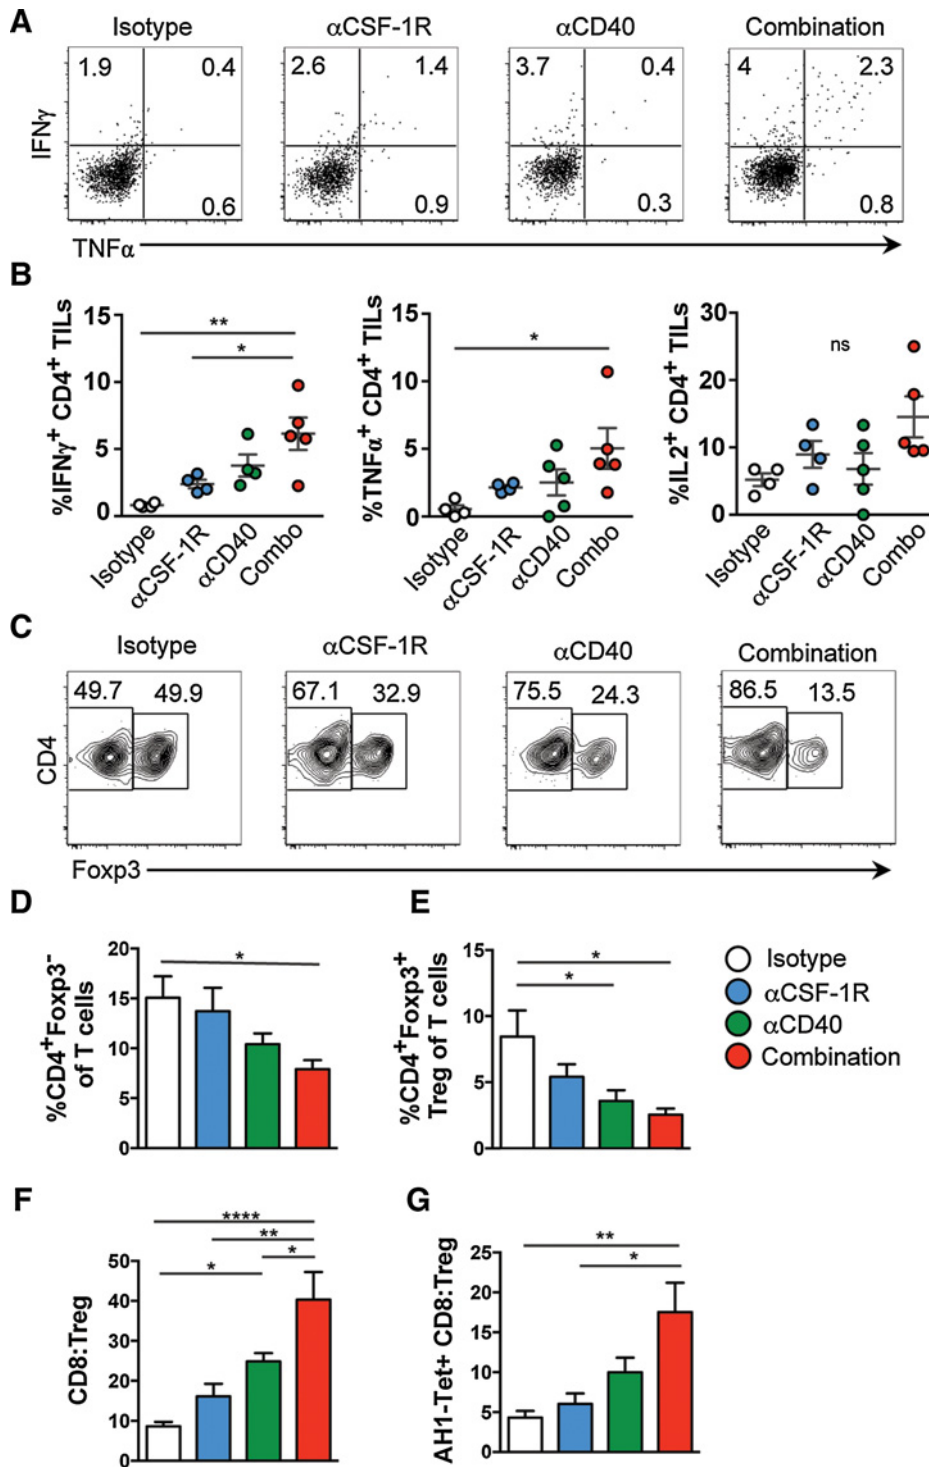 A
Isotype αCSF-1R αCD40 Combination
1.9 0.4 2.6 1.4 3.7 0.4 4 2.3
IFNγ
0.6 0.9 0.3 0.8
TNFα
B
%IFNγ+ CD4+ TILs
15
10
5
0
**
*
Isotype αCSF-1R αCD40 Combo
%TNFα+ CD4+ TILs
15
10
5
0
*
Isotype αCSF-1R αCD40 Combo
%IL2+ CD4+ TILs
30
20
10
0
ns
Isotype αCSF-1R αCD40 Combo
C
Isotype αCSF-1R αCD40 Combination
49.7 49.9 67.1 32.9 75.5 24.3 86.5 13.5
CD4
Foxp3
D
%CD4+Foxp3-
of T cells
20
15
10
5
0
*
E
%CD4+Foxp3+
Treg of T cells
15
10
5
0
*
*
Isotype
αCSF-1R
αCD40
Combination
F
CD8:Treg
50
40
30
20
10
0
****
**
*
*
G
AH1-Tet+ CD8:Treg
25
20
15
10
5
0
**
*